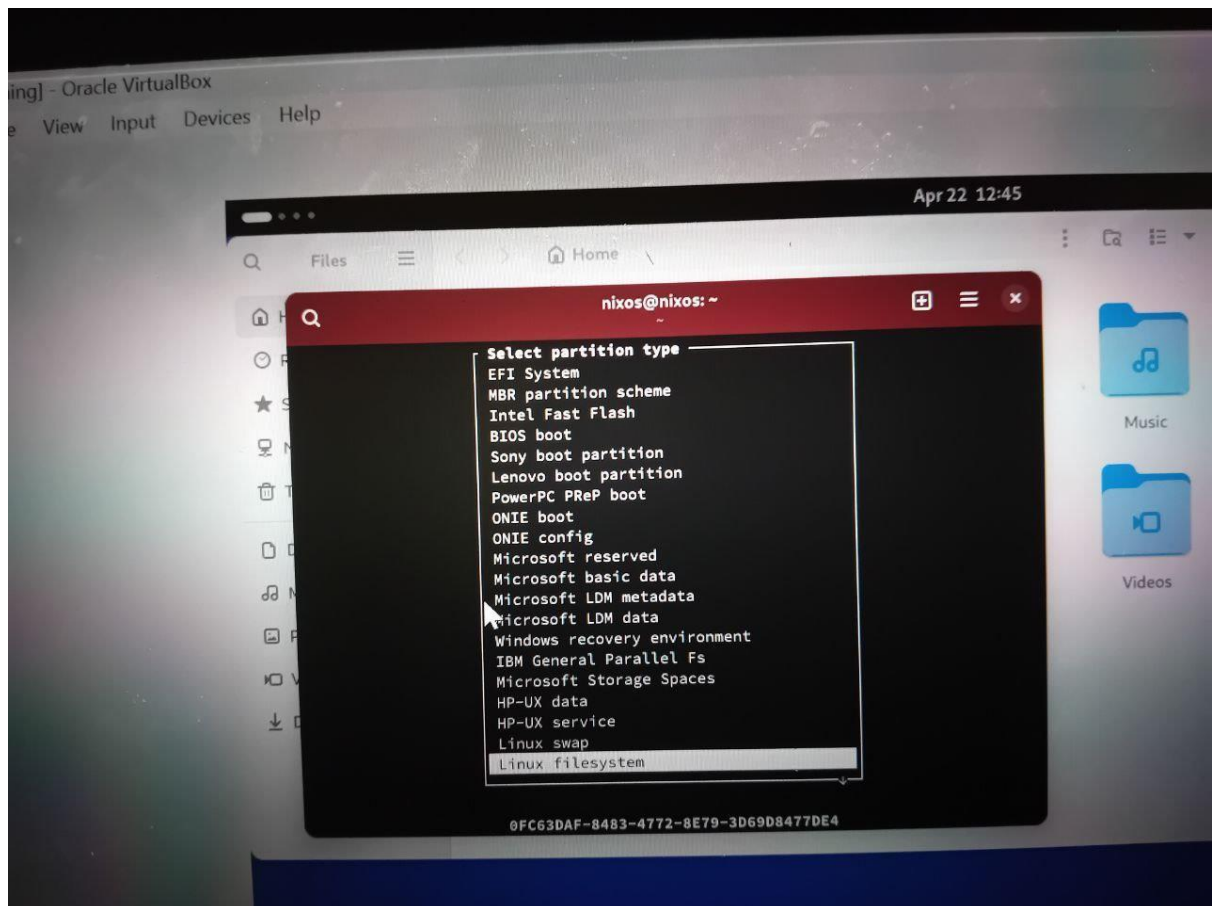 ing] - Oracle VirtualBox
View Input Devices Help
Apr 22 12:45
Files
Home
nixos@nixos: ~
~
Select partition type
EFI System
MBR partition scheme
Intel Fast Flash
BIOS boot
Sony boot partition
Lenovo boot partition
PowerPC PReP boot
ONIE boot
ONIE config
Microsoft reserved
Microsoft basic data
Microsoft LDM metadata
Microsoft LDM data
Windows recovery environment
IBM General Parallel Fs
Microsoft Storage Spaces
HP-UX data
HP-UX service
Linux swap
Linux filesystem
0FC63DAF-8483-4772-8E79-3D69D8477DE4
Music
Videos